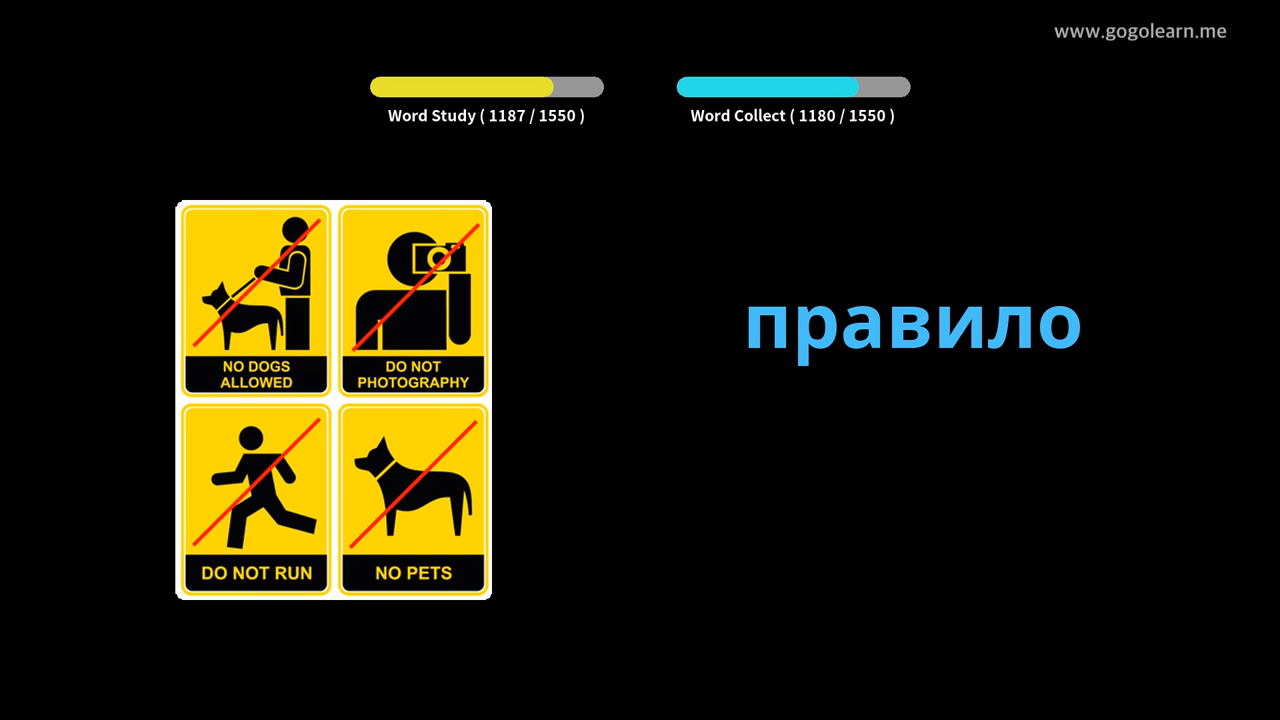 www.gogolearn.me
Word Study ( 1187 / 1550 )
Word Collect ( 1180 / 1550 )
NO DOGS
ALLOWED
DO NOT
PHOTOGRAPHY
DO NOT RUN
NO PETS
правило